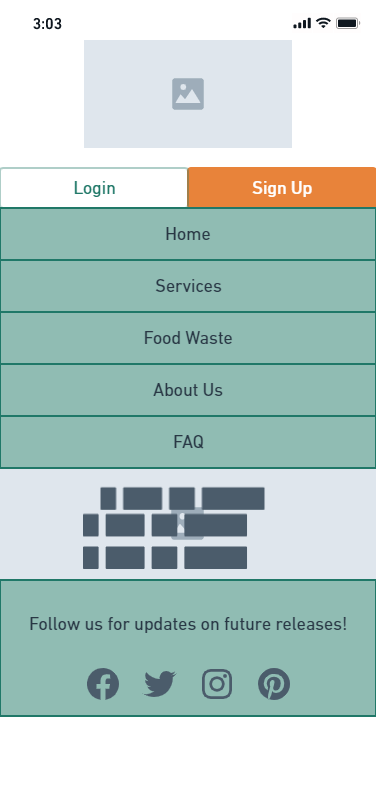 3:03
Login
Sign Up
Home
Services
Food Waste
About Us
FAQ
Follow us for updates on future releases!